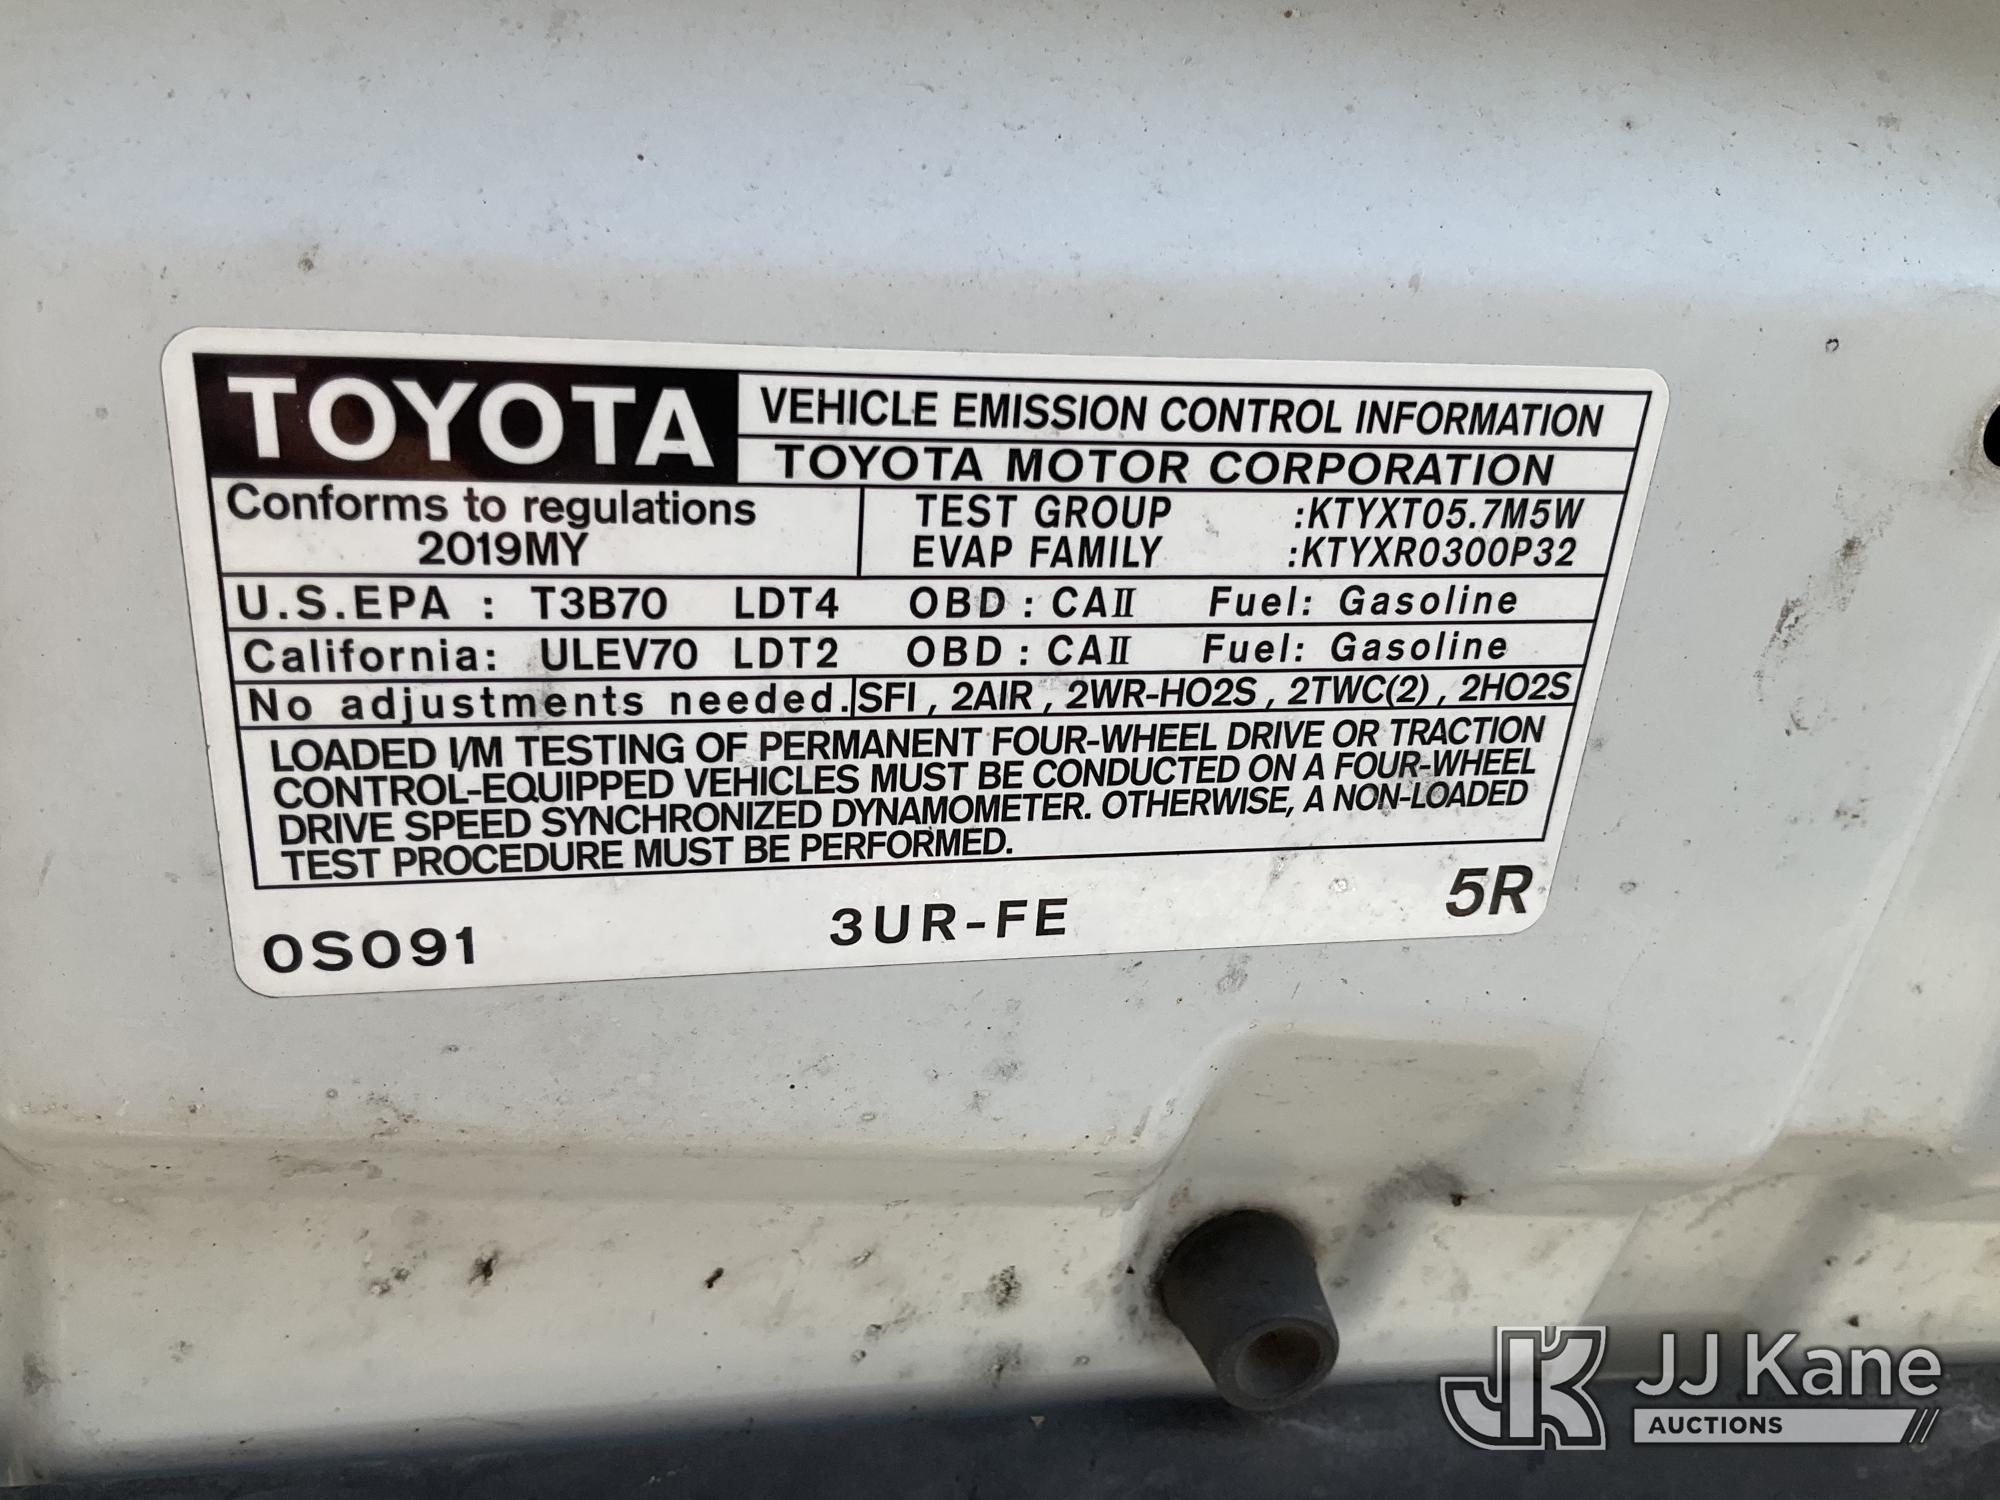 TOYOTA
VEHICLE EMISSION CONTROL INFORMATION
TOYOTA MOTOR CORPORATION
Conforms to regulations
2019MY
TEST GROUP :KTYXT05.7M5W
EVAP FAMILY :KTYXR0300P32
U.S.EPA : T3B70 LDT4 OBD : CAⅡ Fuel: Gasoline
California: ULEV70 LDT2 OBD : CAⅡ Fuel: Gasoline
No adjustments needed. SFI , 2AIR , 2WR-HO2S , 2TWC(2) , 2HO2S
LOADED I/M TESTING OF PERMANENT FOUR-WHEEL DRIVE OR TRACTION
CONTROL-EQUIPPED VEHICLES MUST BE CONDUCTED ON A FOUR-WHEEL
DRIVE SPEED SYNCHRONIZED DYNAMOMETER. OTHERWISE, A NON-LOADED
TEST PROCEDURE MUST BE PERFORMED.
0S091 3UR-FE 5R
JK JJ Kane
AUCTIONS